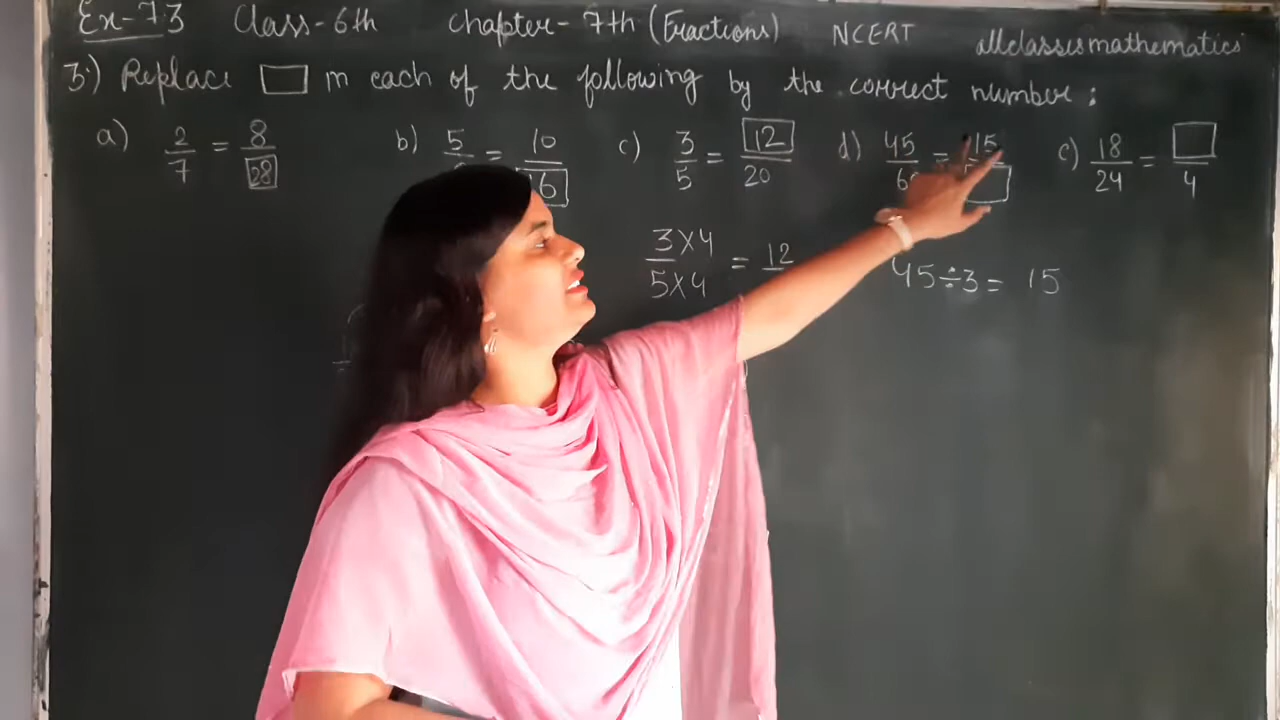 Ex-7.3 Class-6th Chapter-7th (Fractions) NCERT allclassesmathematics
3.) Replace □ in each of the following by the correct number:
a) 2/7 = 8/28 b) 5/ = 10/16 c) 3/5 = 12/20 d) 45/60 = 15/□ e) 18/24 = □/4
3×4/5×4 = 12/
45÷3 = 15